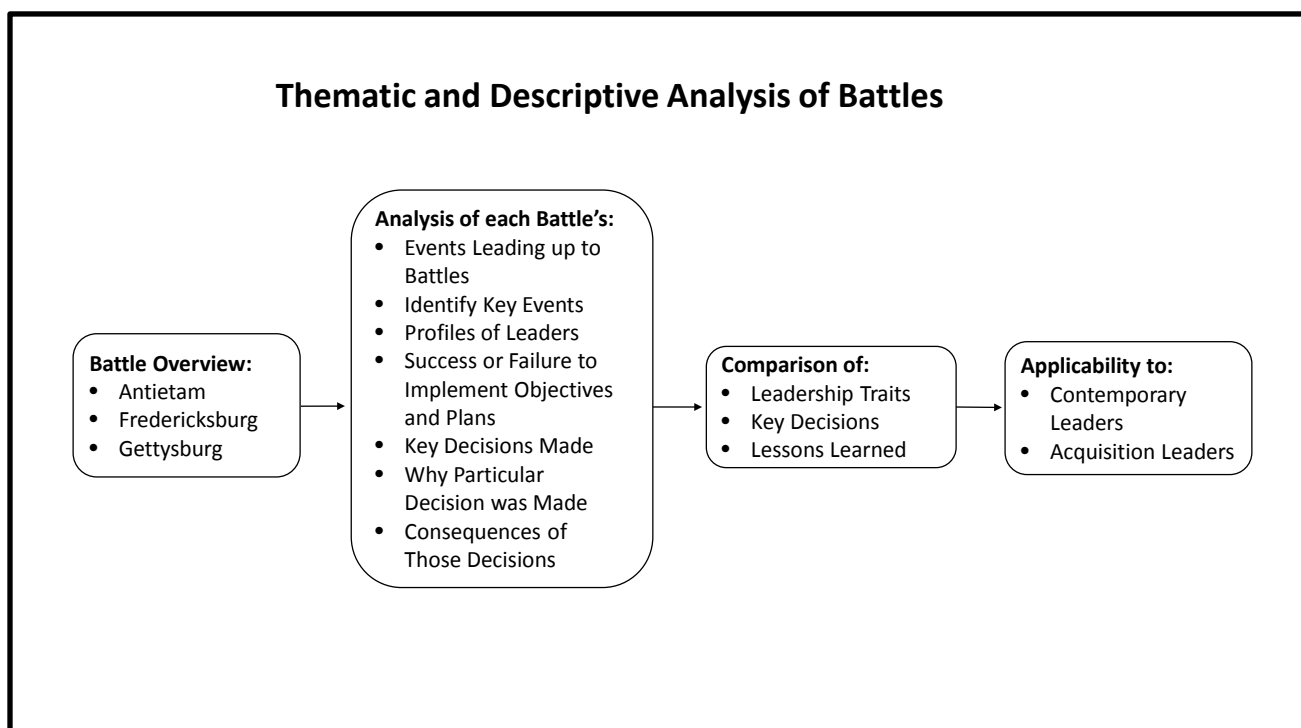 Thematic and Descriptive Analysis of Battles
Battle Overview:
• Antietam
• Fredericksburg
• Gettysburg
Analysis of each Battle's:
• Events Leading up to
Battles
• Identify Key Events
• Profiles of Leaders
• Success or Failure to
Implement Objectives
and Plans
• Key Decisions Made
• Why Particular
Decision was Made
• Consequences of
Those Decisions
Comparison of:
• Leadership Traits
• Key Decisions
• Lessons Learned
Applicability to:
• Contemporary
Leaders
• Acquisition Leaders